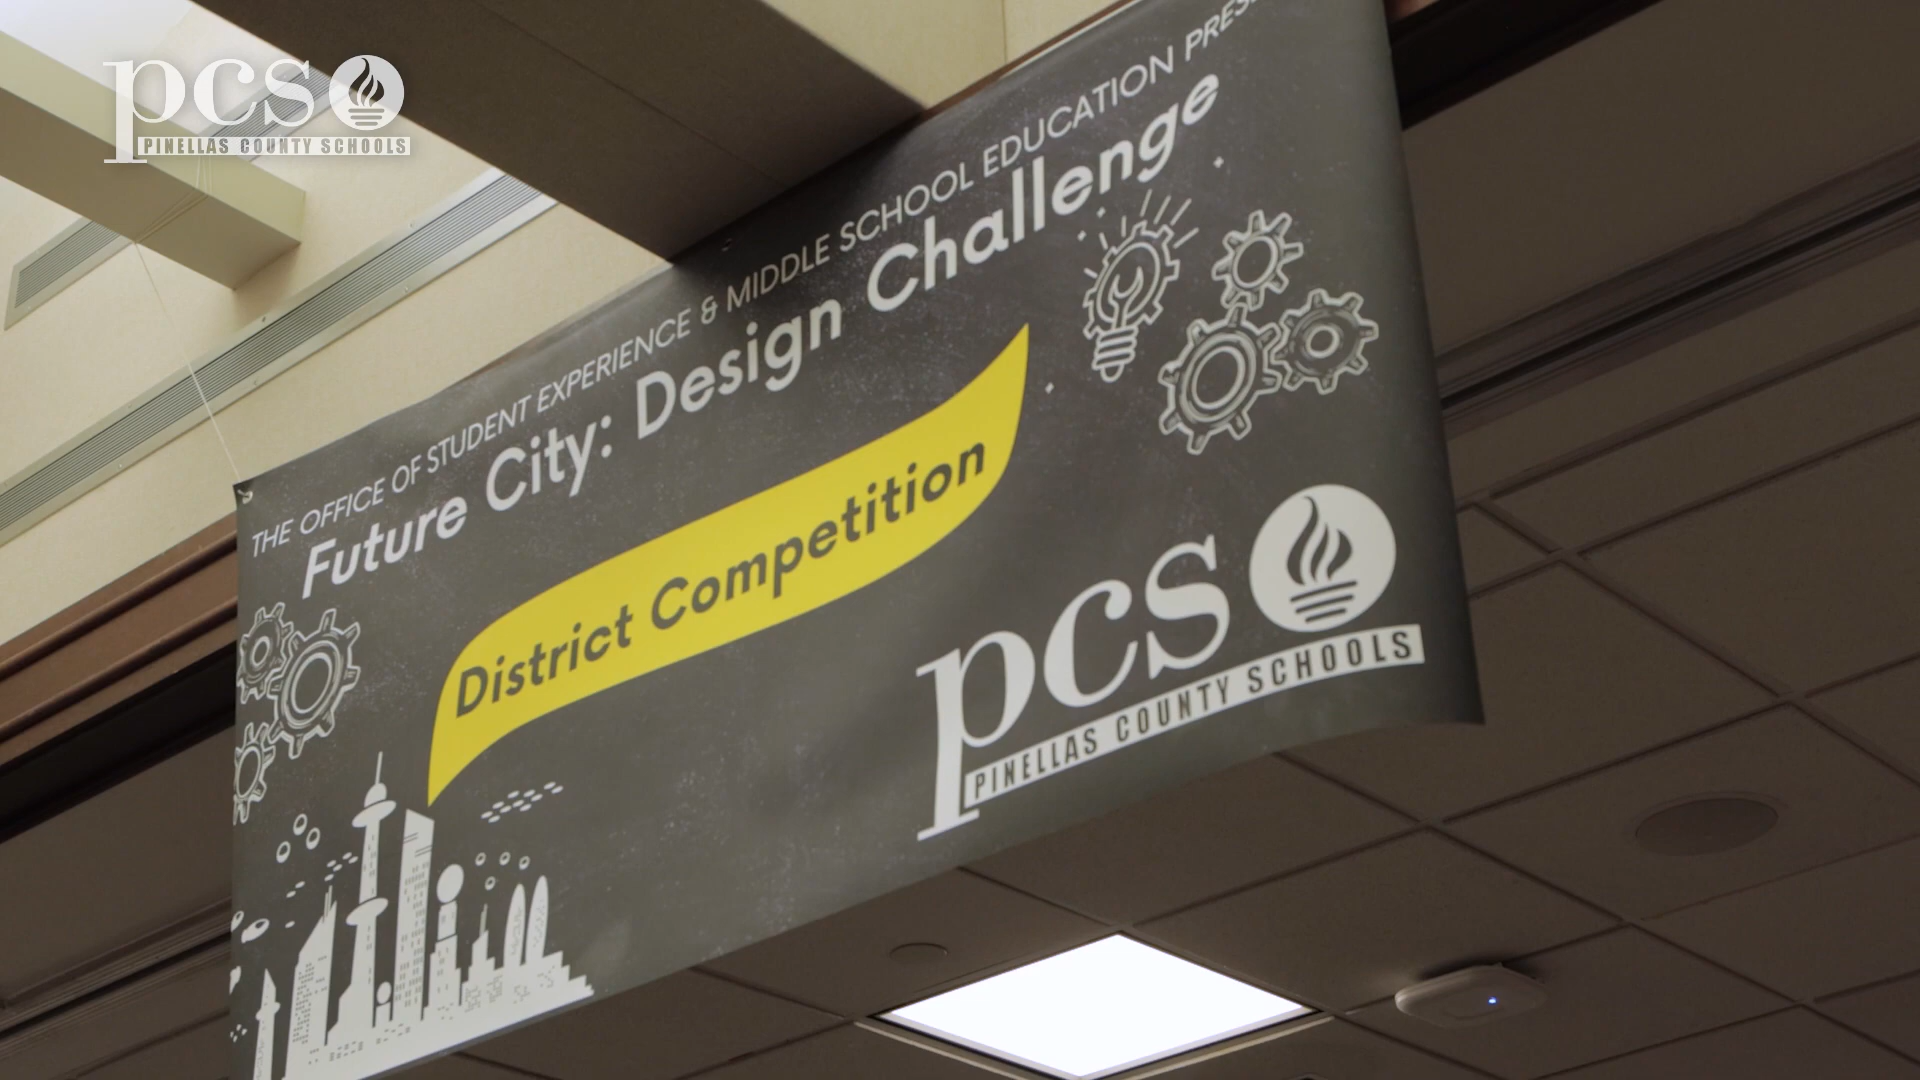 pcs
PINELLAS COUNTY SCHOOLS
THE OFFICE OF STUDENT EXPERIENCE & MIDDLE SCHOOL EDUCATION
Future City: Design Challenge
District Competition
pcs
PINELLAS COUNTY SCHOOLS